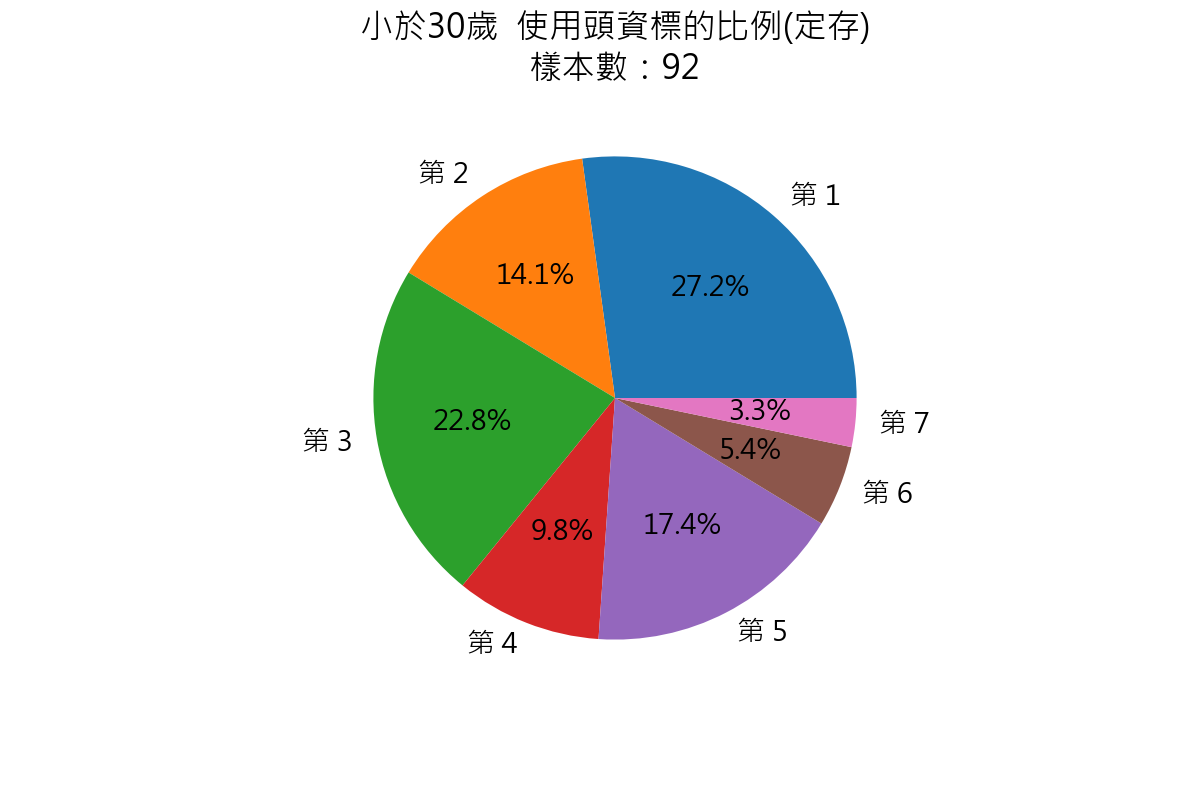 小於30歲 使用頭資標的比例(定存)
樣本數：92
第 1
第 2
27.2%
14.1%
3.3%
第 7
22.8%
第 3
5.4%
第 6
17.4%
9.8%
第 5
第 4